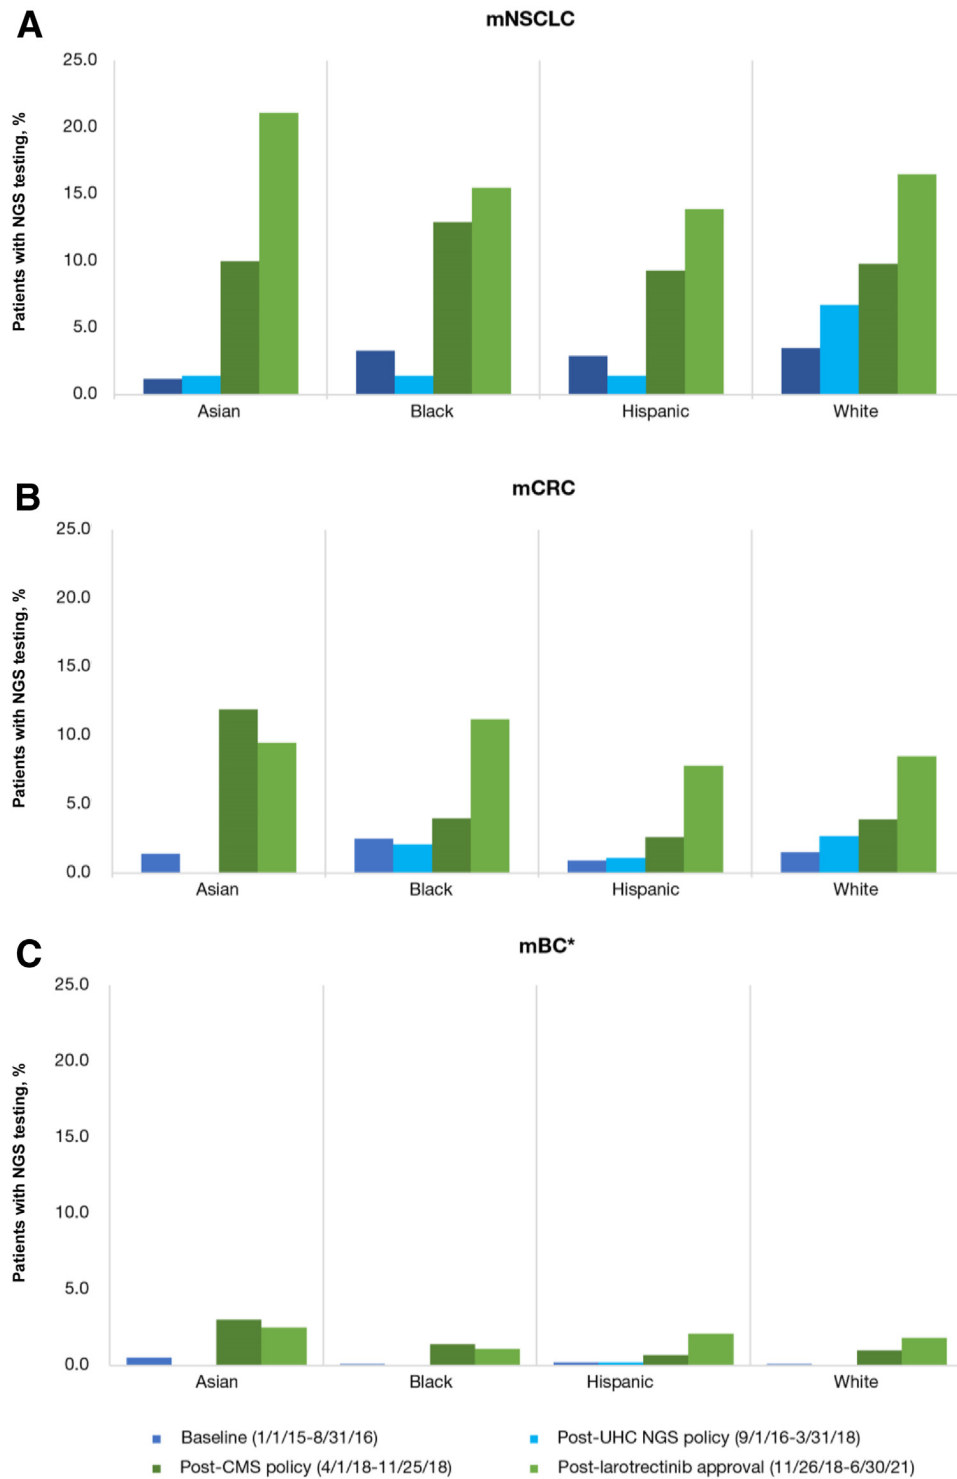 A
mNSCLC
Patients with NGS testing, %
25.0
20.0
15.0
10.0
5.0
0.0
Asian Black Hispanic White
B
mCRC
Patients with NGS testing, %
25.0
20.0
15.0
10.0
5.0
0.0
Asian Black Hispanic White
C
mBC*
Patients with NGS testing, %
25.0
20.0
15.0
10.0
5.0
0.0
Asian Black Hispanic White
Baseline (1/1/15-8/31/16) Post-UHC NGS policy (9/1/16-3/31/18)
Post-CMS policy (4/1/18-11/25/18) Post-larotrectinib approval (11/26/18-6/30/21)